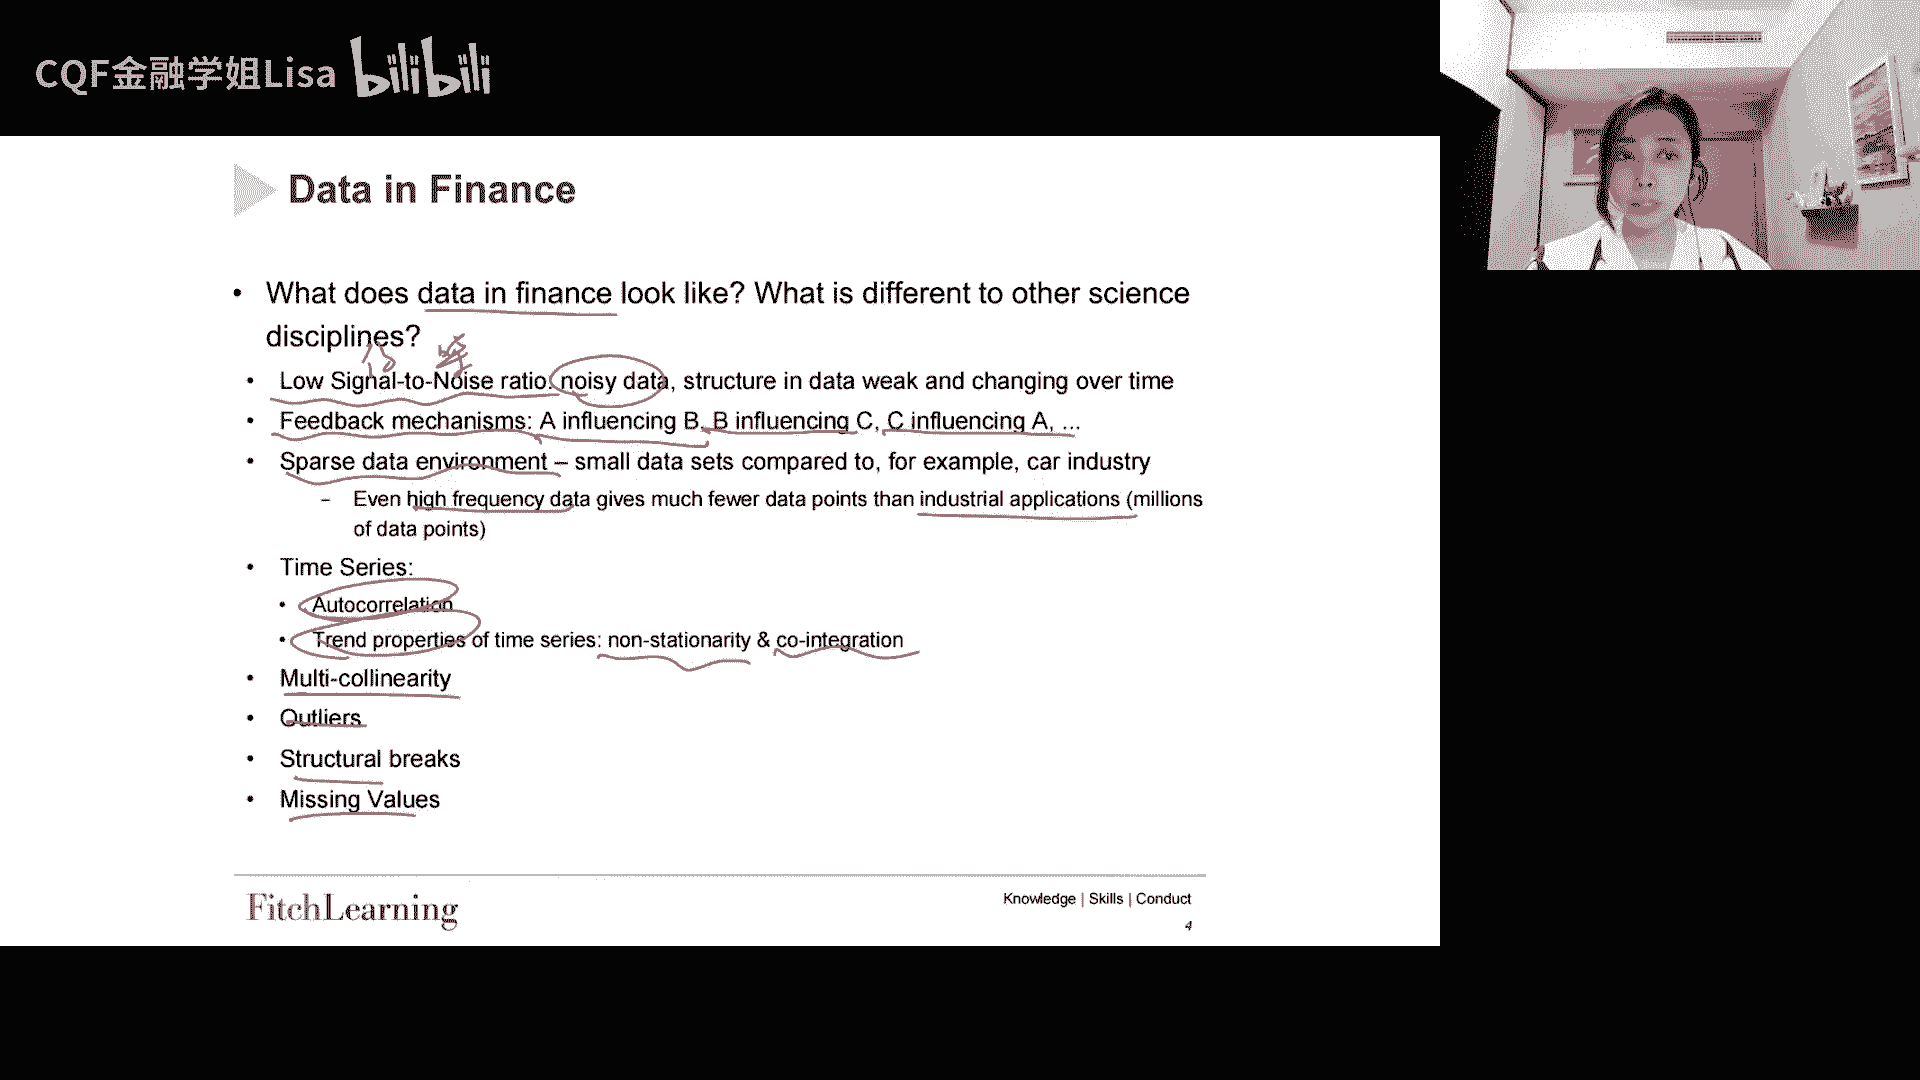 CQF金融学姐Lisa bilibili
Data in Finance
• What does data in finance look like? What is different to other science
disciplines?
• Low Signal-to-Noise ratio: noisy data, structure in data weak and changing over time
• Feedback mechanisms: A influencing B, B influencing C, C influencing A, ...
• Sparse data environment – small data sets compared to, for example, car industry
– Even high frequency data gives much fewer data points than industrial applications (millions
of data points)
• Time Series:
• Autocorrelation
• Trend properties of time series: non-stationarity & co-integration
• Multi-collinearity
• Outliers
• Structural breaks
• Missing Values
FitchLearning
Knowledge | Skills | Conduct
4